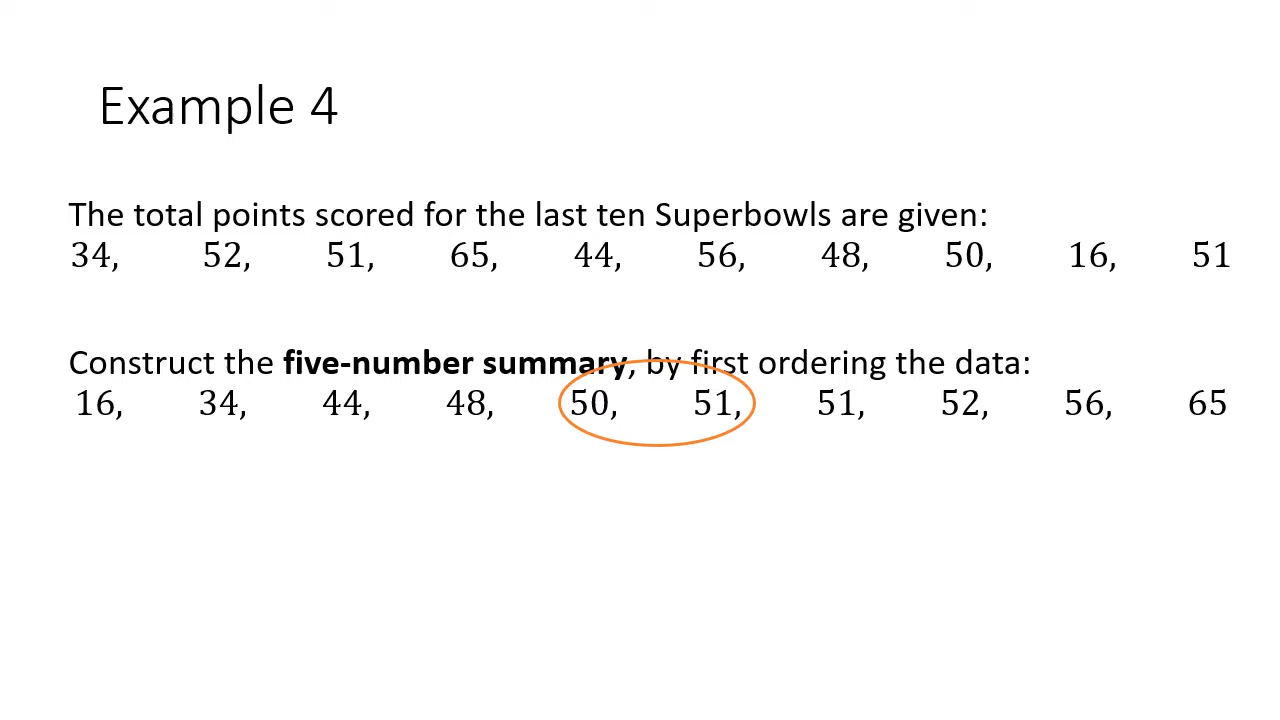 Example 4
The total points scored for the last ten Superbowls are given:
34, 52, 51, 65, 44, 56, 48, 50, 16, 51
Construct the five-number summary, by first ordering the data:
16, 34, 44, 48, 50, 51, 51, 52, 56, 65